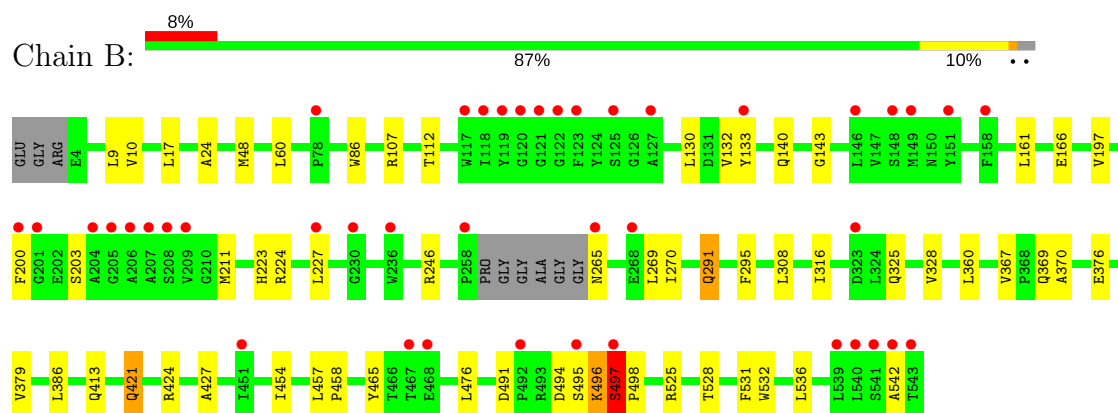 8%
Chain B:
87% 10% • •
GLU GLY ARG E4 L9 V10 L17 A24 M48 L60 P78 W86 R107 T112 W117 I118 Y119 G120 G121 G122 F123 Y124 S125 G126 A127 L130 D131 V132 Y133 Q140 G143 L146 V147 S148 M149 N150 Y151 F158 L161 E166 V197
F200 G201 E202 S203 A204 G205 A206 A207 S208 V209 G210 M211 H223 R224 L227 G230 W236 R246 P258 PRO GLY GLY ALA GLY GLY N265 E268 L269 I270 Q291 F295 L308 I316 D323 L324 Q325 V328 L360 V367 P368 Q369 A370 E376
V379 L386 Q413 Q421 R424 A427 I451 I454 L457 P458 Y465 T466 T467 E468 L476 D491 P492 R493 D494 S495 K496 S497 P498 R525 T528 F531 W532 L536 L539 L540 S541 A542 T543